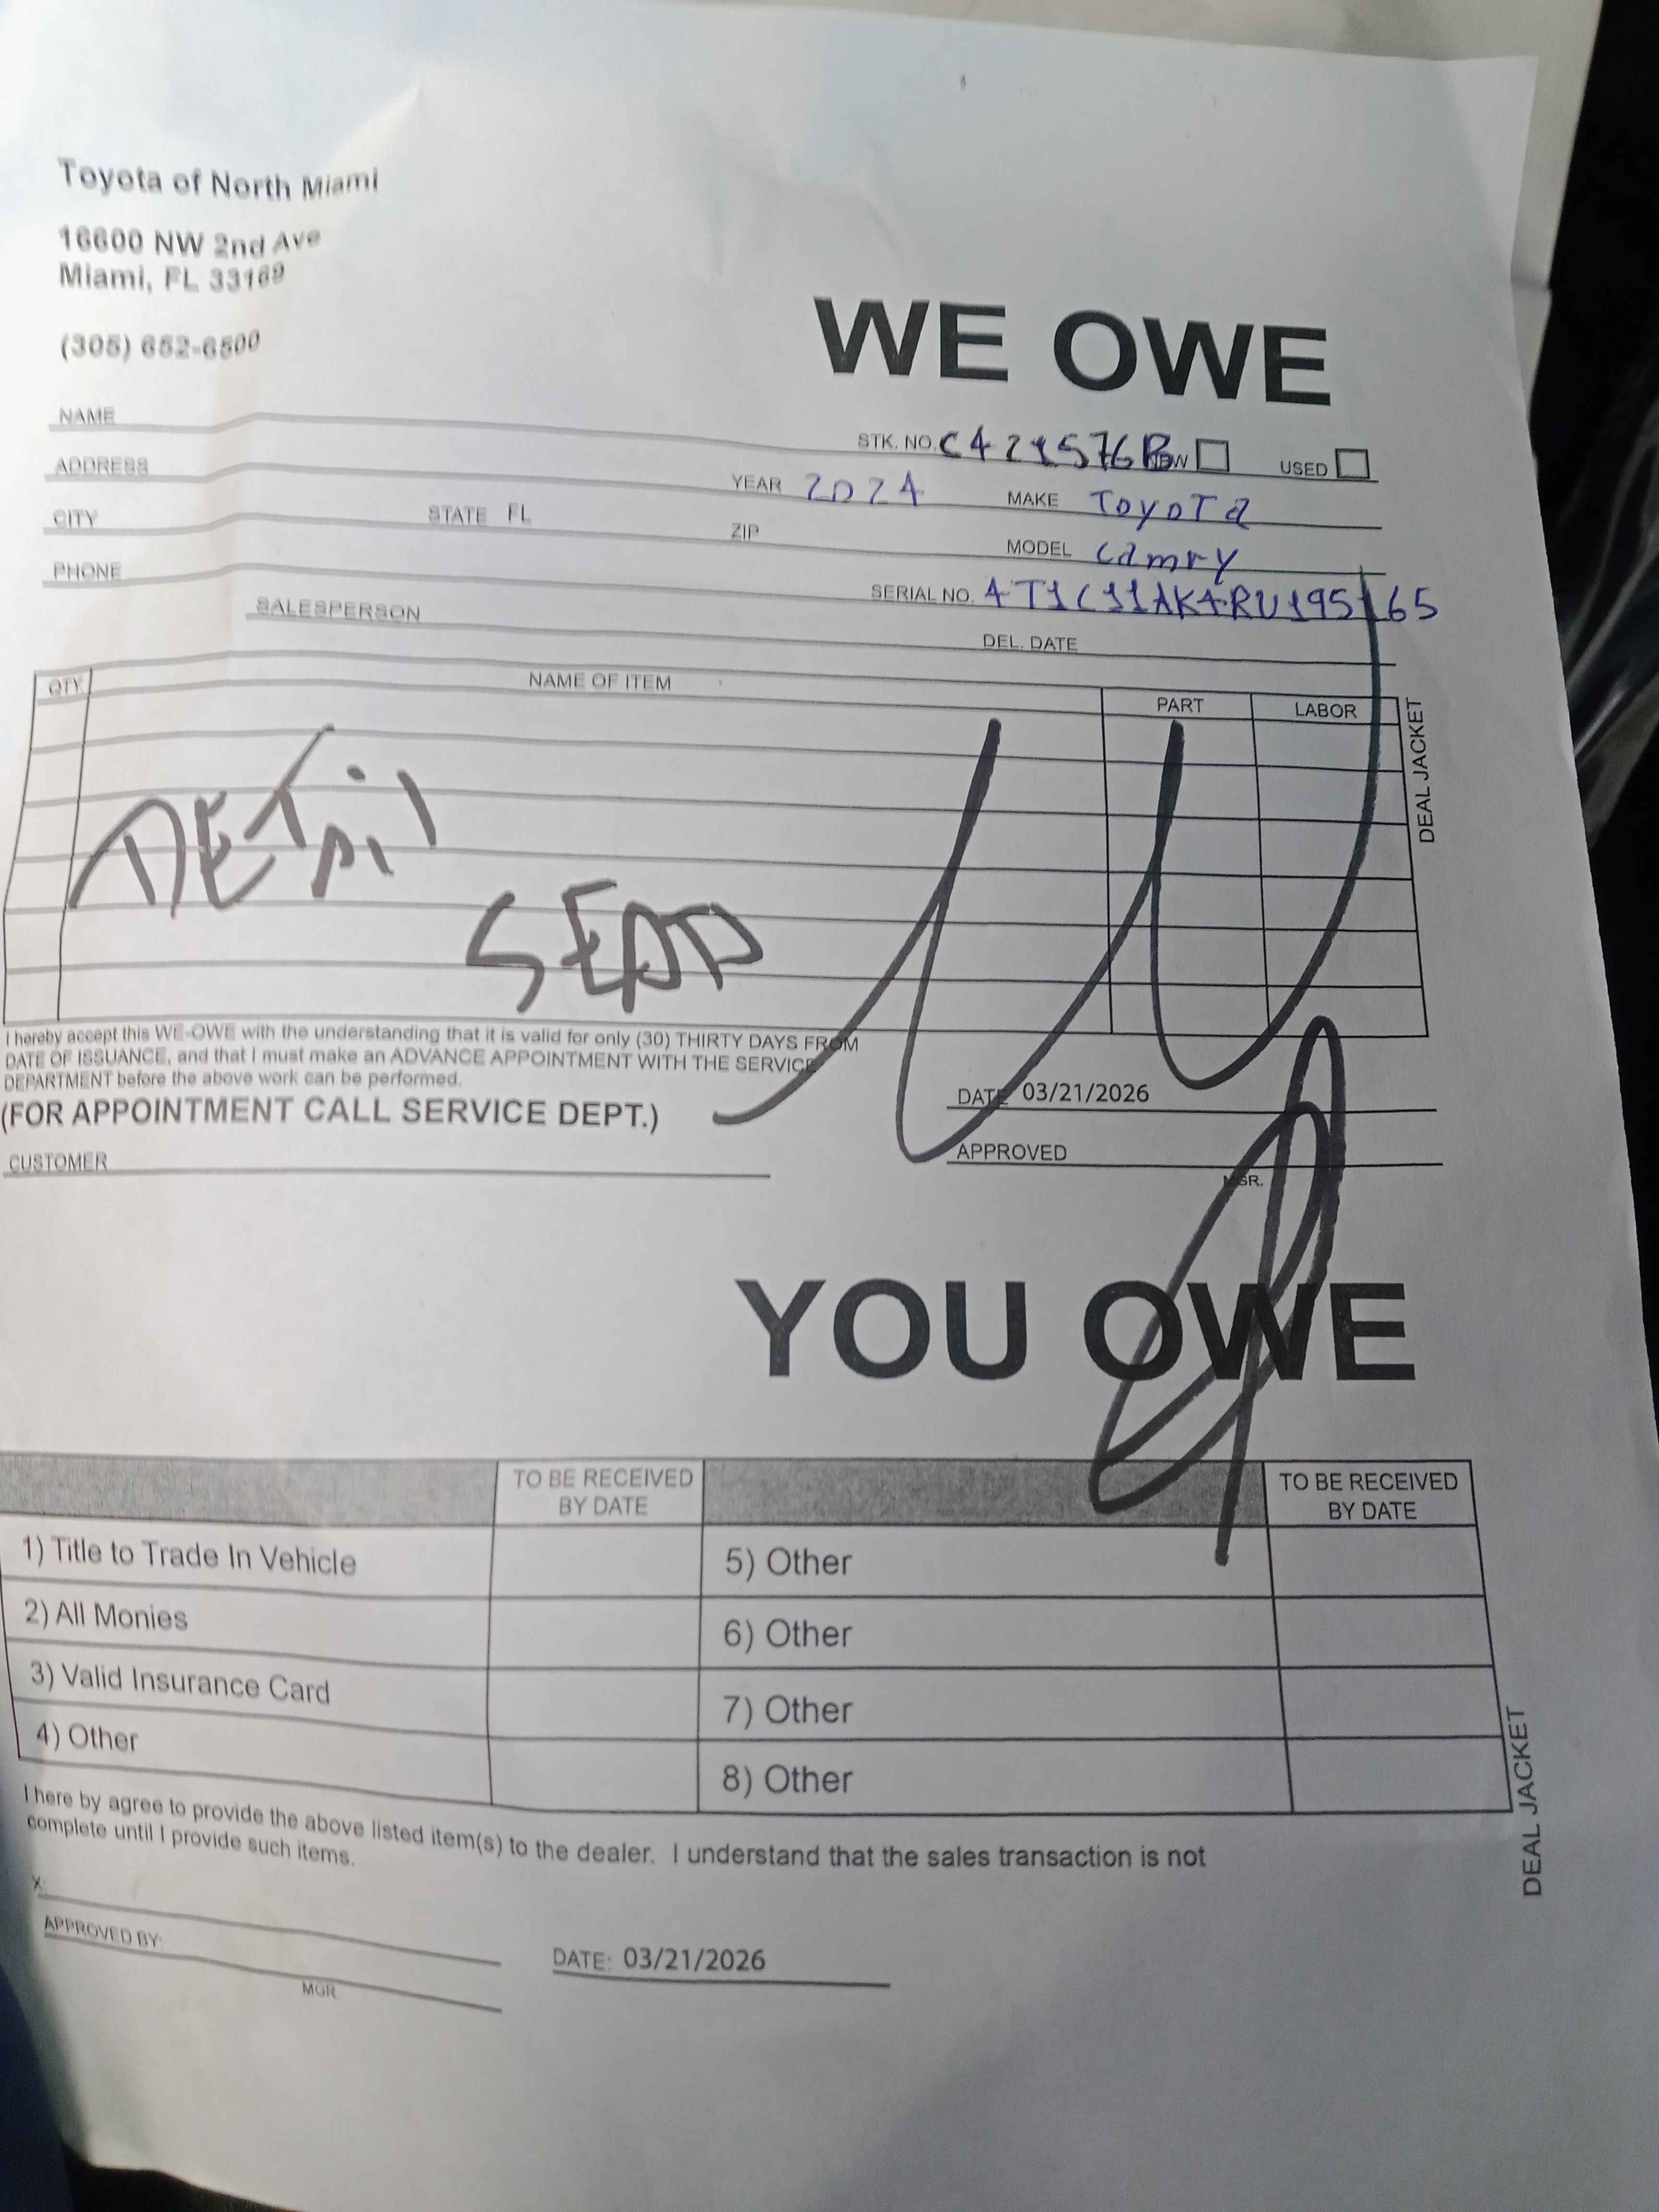 Toyota of North Miami
16600 NW 2nd Ave
Miami, FL 33169
(305) 652-6500
WE OWE
NAME
STK. NO. C421576B NEW USED
ADDRESS
YEAR 2024 MAKE Toyota
CITY STATE FL ZIP
MODEL Camry
PHONE
SERIAL NO. 4T1C11AK4RU195165
SALESPERSON
DEL. DATE
QTY. NAME OF ITEM PART LABOR
DETAil
DEAL JACKET
I hereby accept this WE-OWE with the understanding that it is valid for only (30) THIRTY DAYS FROM
DATE OF ISSUANCE, and that I must make an ADVANCE APPOINTMENT WITH THE SERVICE
DEPARTMENT before the above work can be performed.
(FOR APPOINTMENT CALL SERVICE DEPT.)
DATE 03/21/2026
CUSTOMER
APPROVED
MGR.
YOU OWE
TO BE RECEIVED
BY DATE
TO BE RECEIVED
BY DATE
1) Title to Trade In Vehicle
5) Other
2) All Monies
6) Other
3) Valid Insurance Card
7) Other
4) Other
8) Other
DEAL JACKET
I here by agree to provide the above listed item(s) to the dealer. I understand that the sales transaction is not
complete until I provide such items.
X
APPROVED BY:
MGR.
DATE: 03/21/2026